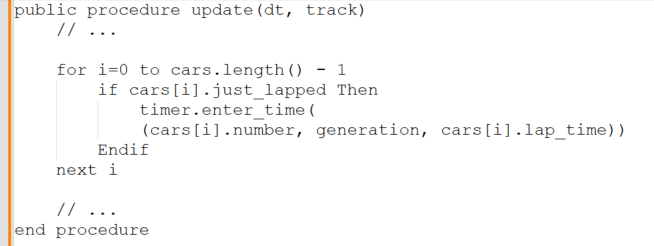 public procedure update(dt, track)
    // ...

    for i=0 to cars.length() - 1
        if cars[i].just_lapped Then
            timer.enter_time(
            (cars[i].number, generation, cars[i].lap_time))
        Endif
    next i

    // ...
end procedure